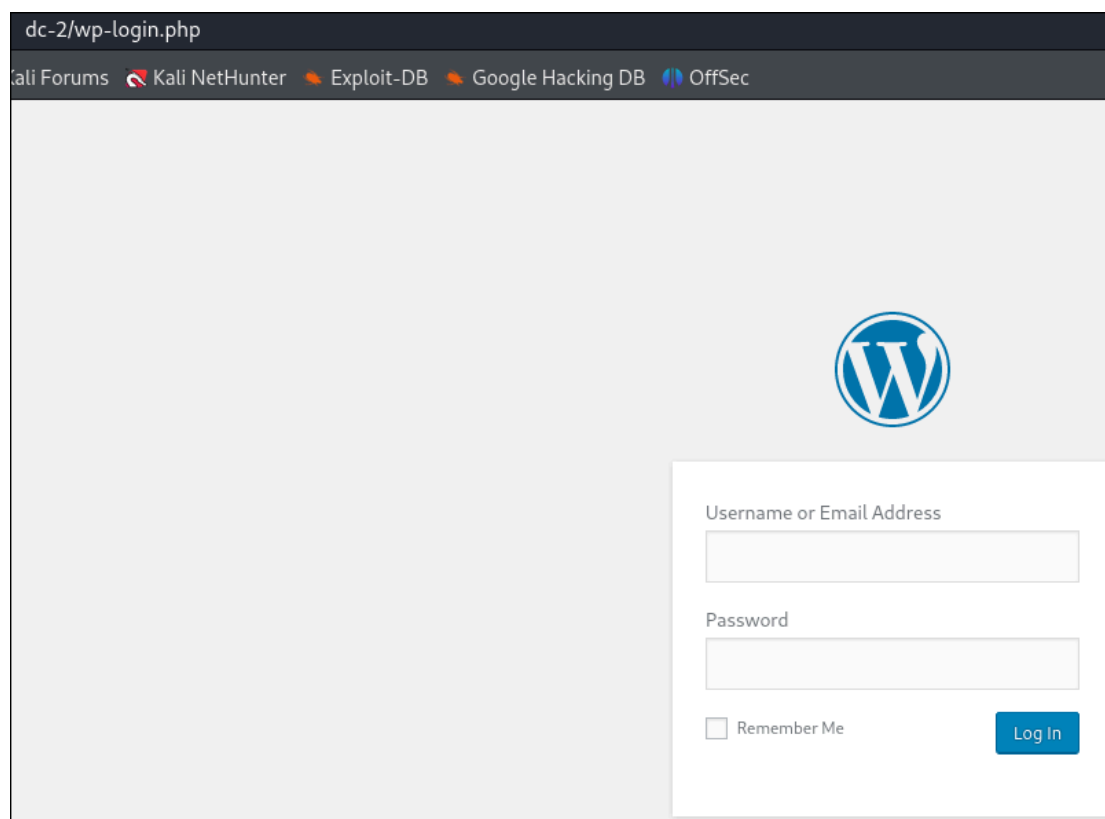 dc-2/wp-login.php
Kali Forums Kali NetHunter Exploit-DB Google Hacking DB OffSec
Username or Email Address
Password
Remember Me Log In